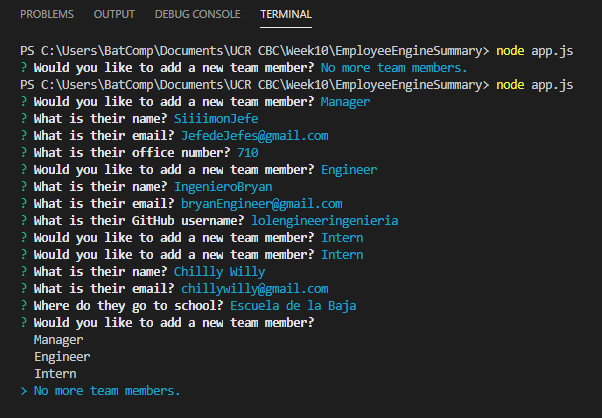 PROBLEMS OUTPUT DEBUG CONSOLE TERMINAL
PS C:\Users\BatComp\Documents\UCR CBC\Week10\EmployeeEngineSummary> node app.js
? Would you like to add a new team member? No more team members.
PS C:\Users\BatComp\Documents\UCR CBC\Week10\EmployeeEngineSummary> node app.js
? Would you like to add a new team member? Manager
? What is their name? SiiiimonJefe
? What is their email? JefedeJefes@gmail.com
? What is their office number? 710
? Would you like to add a new team member? Engineer
? What is their name? IngenieroBryan
? What is their email? bryanEngineer@gmail.com
? What is their GitHub username? lolengineeringenieria
? Would you like to add a new team member? Intern
? Would you like to add a new team member? Intern
? What is their name? Chillly Willy
? What is their email? chillywilly@gmail.com
? Where do they go to school? Escuela de la Baja
? Would you like to add a new team member?
Manager
Engineer
Intern
> No more team members.